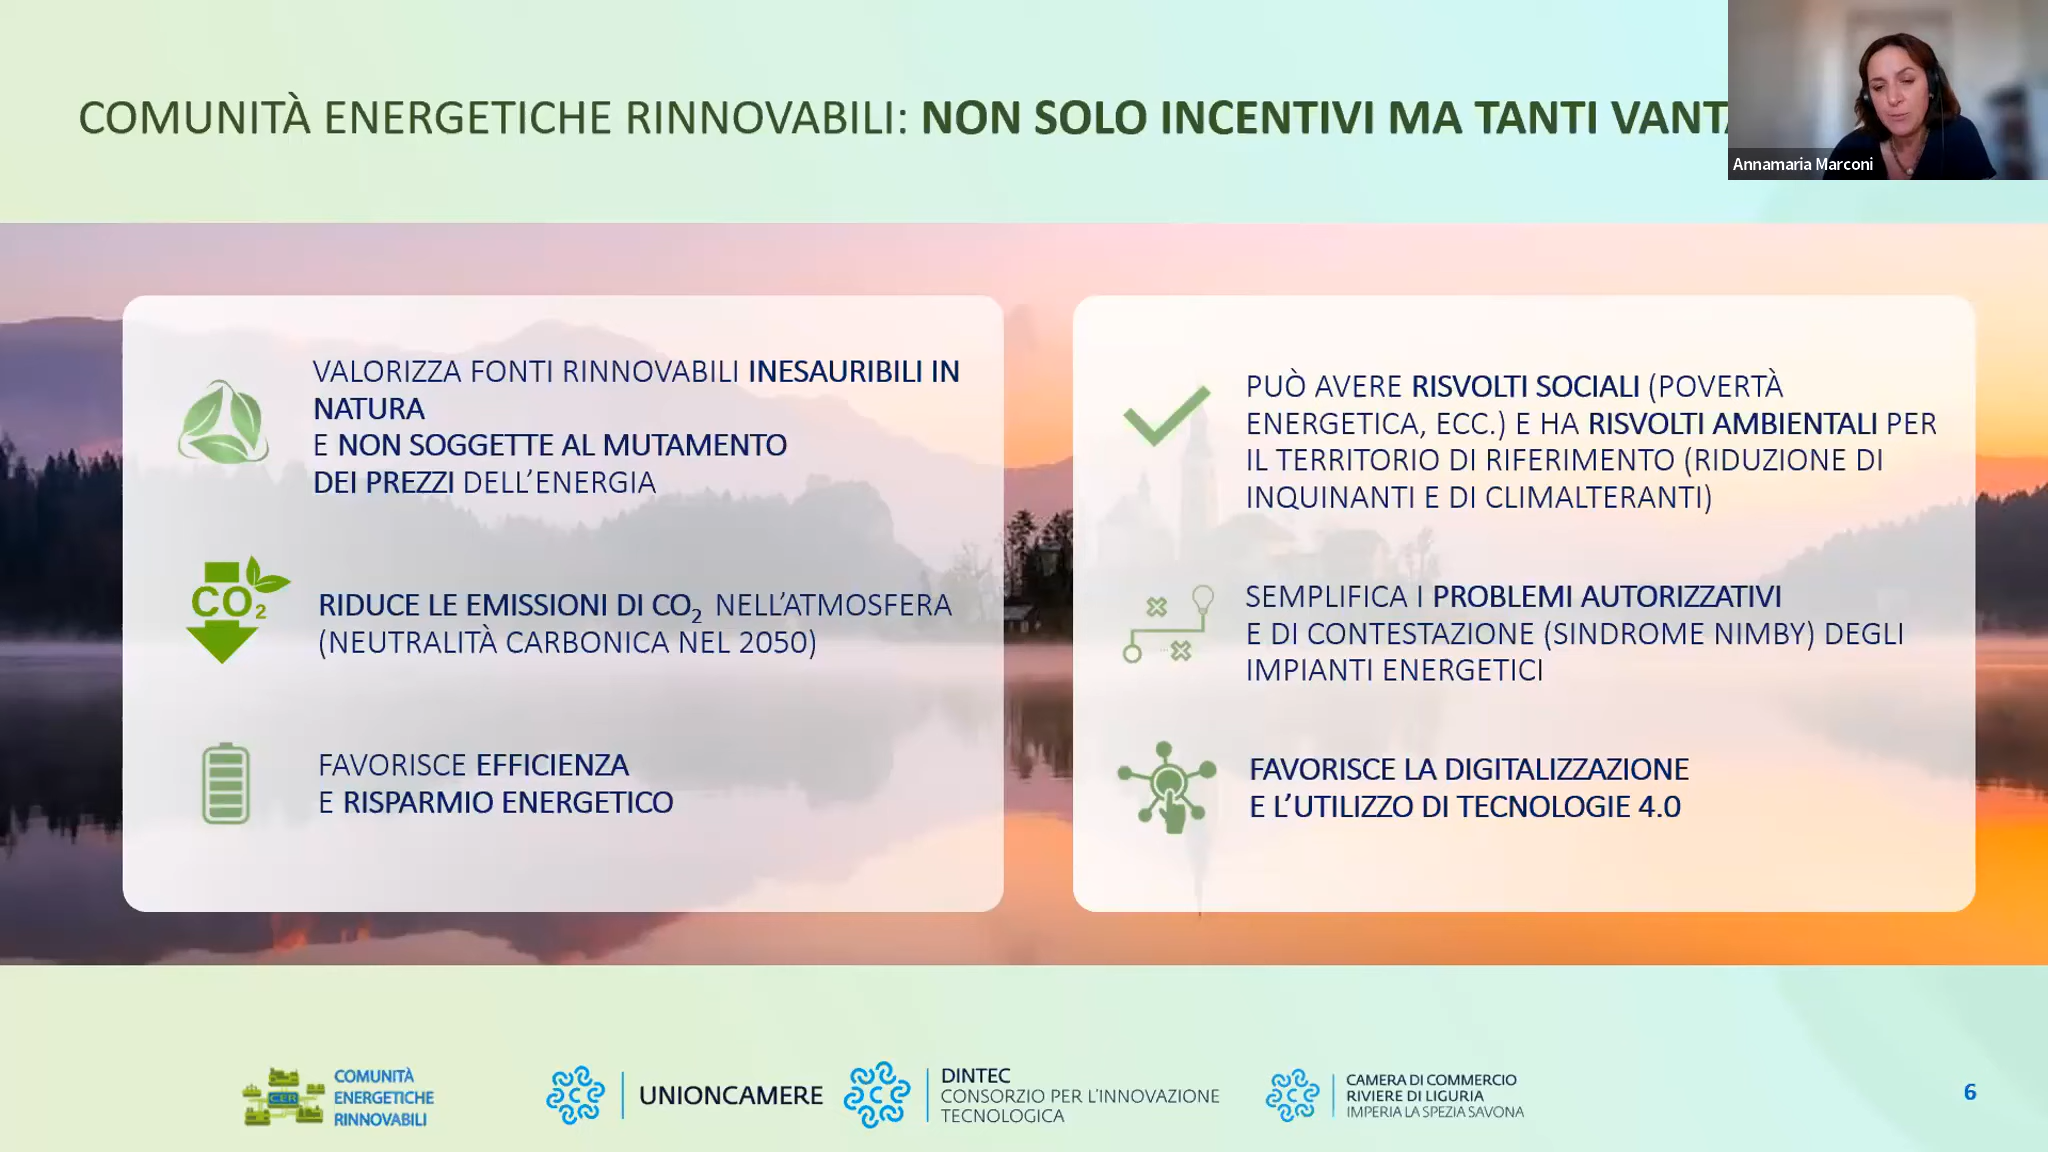 COMUNITÀ ENERGETICHE RINNOVABILI: NON SOLO INCENTIVI MA TANTI
Annamaria Marconi
VALORIZZA FONTI RINNOVABILI INESAURIBILI IN
NATURA
E NON SOGGETTE AL MUTAMENTO
DEI PREZZI DELL'ENERGIA
CO2
RIDUCE LE EMISSIONI DI CO₂ NELL'ATMOSFERA
(NEUTRALITÀ CARBONICA NEL 2050)
FAVORISCE EFFICIENZA
E RISPARMIO ENERGETICO
PUÒ AVERE RISVOLTI SOCIALI (POVERTÀ
ENERGETICA, ECC.) E HA RISVOLTI AMBIENTALI PER
IL TERRITORIO DI RIFERIMENTO (RIDUZIONE DI
INQUINANTI E DI CLIMALTERANTI)
SEMPLIFICA I PROBLEMI AUTORIZZATIVI
E DI CONTESTAZIONE (SINDROME NIMBY) DEGLI
IMPIANTI ENERGETICI
FAVORISCE LA DIGITALIZZAZIONE
E L'UTILIZZO DI TECNOLOGIE 4.0
CER
COMUNITÀ
ENERGETICHE
RINNOVABILI
UNIONCAMERE
DINTEC
CONSORZIO PER L'INNOVAZIONE
TECNOLOGICA
CAMERA DI COMMERCIO
RIVIERE DI LIGURIA
IMPERIA LA SPEZIA SAVONA
6